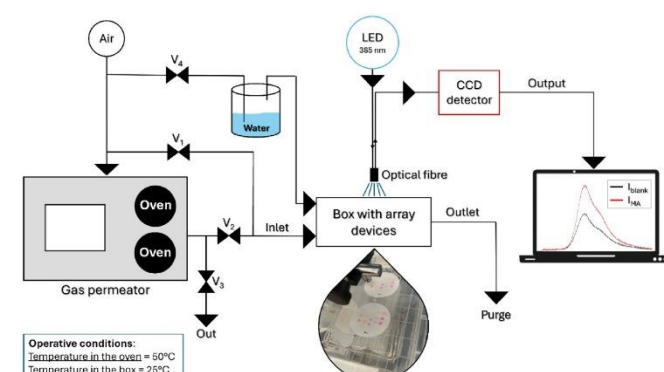 Air
V4
LED
385 nm
CCD
detector
Output
Water
V1
Optical fibre
Iblank
IMA
Oven
Oven
V2
Inlet
Box with array
devices
Outlet
V3
Gas permeator
Out
Purge
Operative conditions:
Temperature in the oven = 50°C
Temperature in the box = 25°C